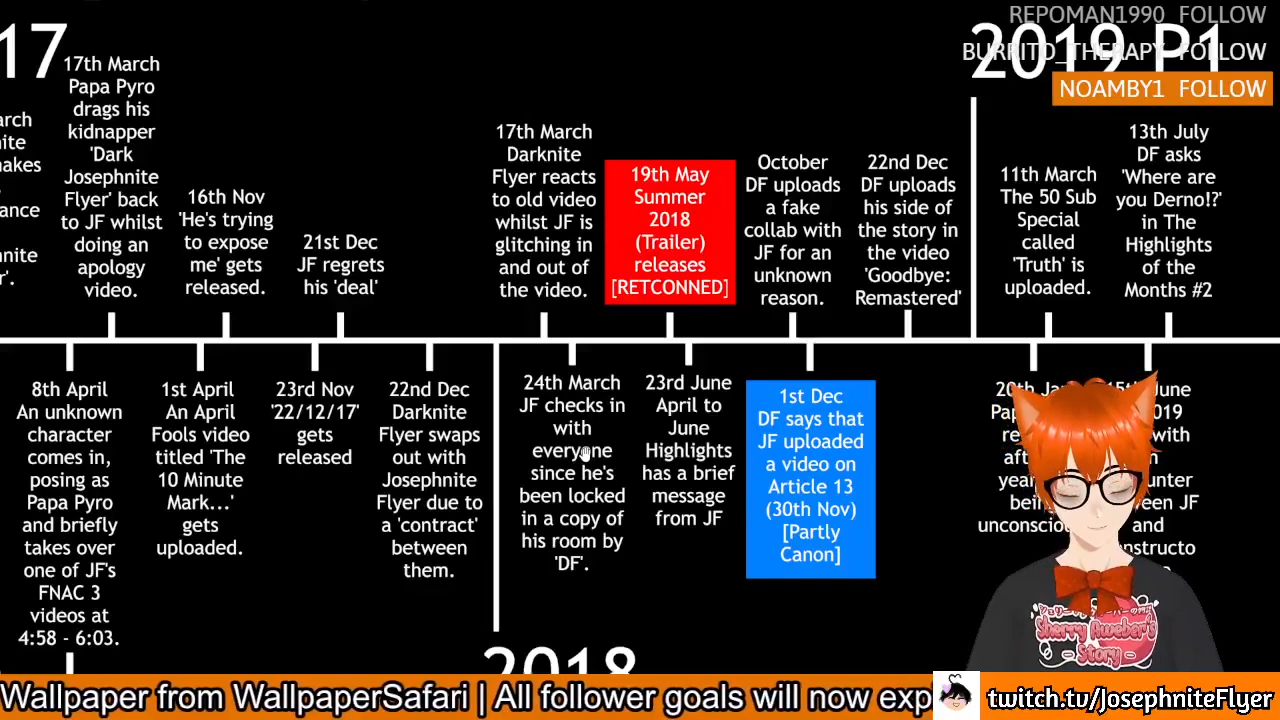 17
2019 P1
REPOMAN1990 FOLLOW
BURRITO_THERAPY FOLLOW
NOAMBY1 FOLLOW
17th March
Papa Pyro
drags his
kidnapper
'Dark
Josephnite
Flyer' back
to JF whilst
doing an
apology
video.
16th Nov
'He's trying
to expose
me' gets
released.
21st Dec
JF regrets
his 'deal'
17th March
Darknite
Flyer reacts
to old video
whilst JF is
glitching in
and out of
the video.
19th May
Summer
2018
(Trailer)
releases
[RETCONNED]
October
DF uploads
a fake
collab with
JF for an
unknown
reason.
22nd Dec
DF uploads
his side of
the story in
the video
'Goodbye:
Remastered'
11th March
The 50 Sub
Special
called
'Truth' is
uploaded.
13th July
DF asks
'Where are
you Derno!?'
in The
Highlights
of the
Months #2
8th April
An unknown
character
comes in,
posing as
Papa Pyro
and briefly
takes over
one of JF's
FNAC 3
videos at
4:58 - 6:03.
1st April
An April
Fools video
titled 'The
10 Minute
Mark...'
gets
uploaded.
23rd Nov
'22/12/17'
gets
released
22nd Dec
Darknite
Flyer swaps
out with
Josephnite
Flyer due to
a 'contract'
between
them.
24th March
JF checks in
with
everyone
since he's
been locked
in a copy of
his room by
'DF'.
23rd June
April to
June
Highlights
has a brief
message
from JF
1st Dec
DF says that
JF uploaded
a video on
Article 13
(30th Nov)
[Partly
Canon]
20th
June
with
and
2018
Sherry Aweber's
- Story -
Wallpaper from WallpaperSafari | All follower goals will now exp
twitch.tv/JosephniteFlyer